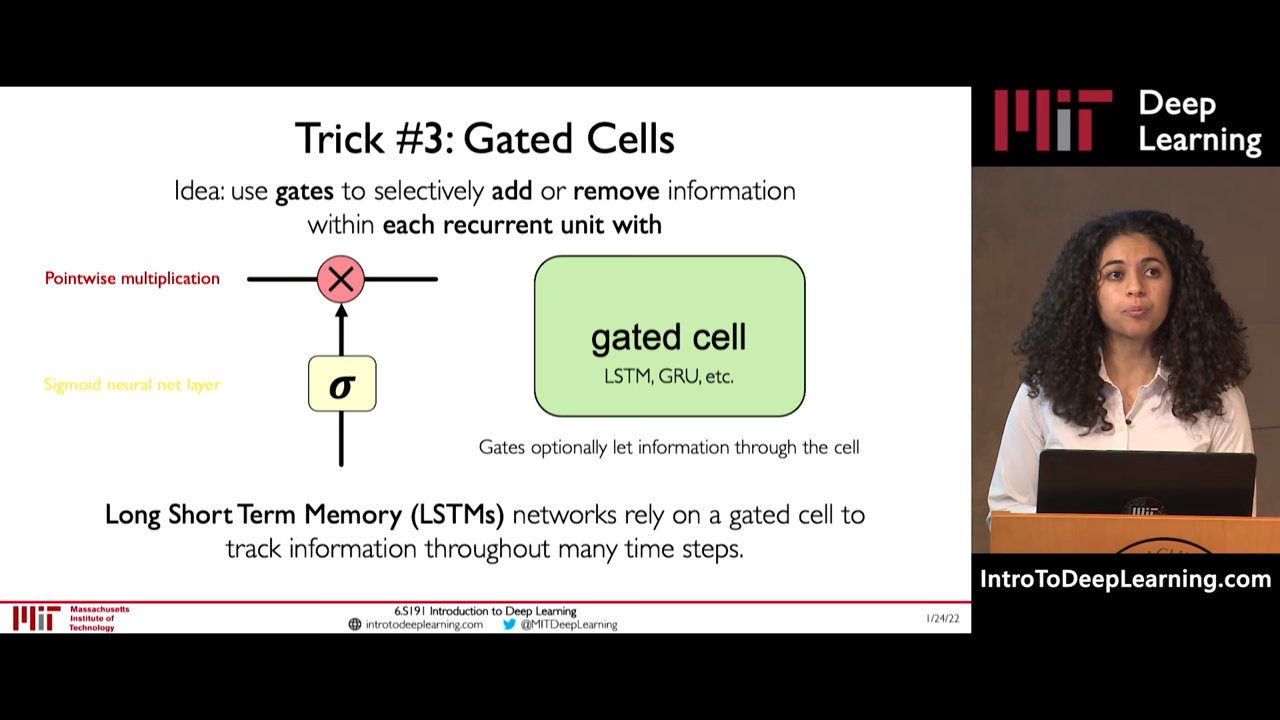 Trick #3: Gated Cells
Idea: use gates to selectively add or remove information
within each recurrent unit with
Pointwise multiplication
Sigmoid neural net layer
σ
gated cell
LSTM, GRU, etc.
Gates optionally let information through the cell
Long Short Term Memory (LSTMs) networks rely on a gated cell to
track information throughout many time steps.
MIT
Massachusetts
Institute of
Technology
6.S191 Introduction to Deep Learning
introtodeeplearning.com @MITDeepLearning
1/24/22
MIT
Deep
Learning
IntroToDeepLearning.com